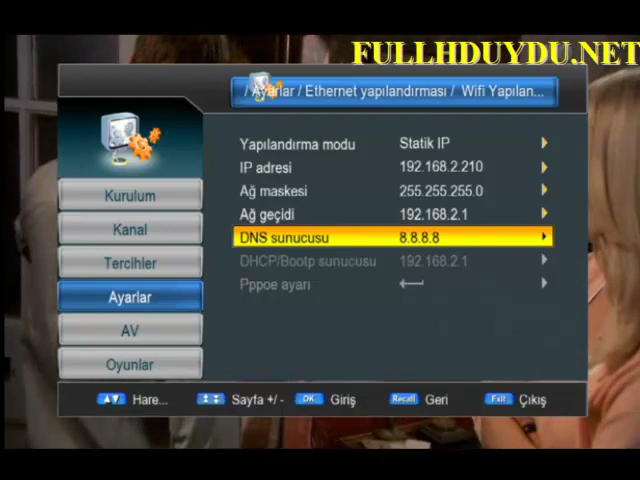 FULLHDUYDU.NET
/ Ayarlar / Ethernet yapılandırması / Wifi Yapılan...
Yapılandırma modu Statik IP
IP adresi 192.168.2.210
Ağ maskesi 255.255.255.0
Ağ geçidi 192.168.2.1
DNS sunucusu 8.8.8.8
DHCP/Bootp sunucusu 192.168.2.1
Pppoe ayarı
Kurulum
Kanal
Tercihler
Ayarlar
AV
Oyunlar
Hare... Sayfa +/- OK Giriş Recall Geri Exit Çıkış